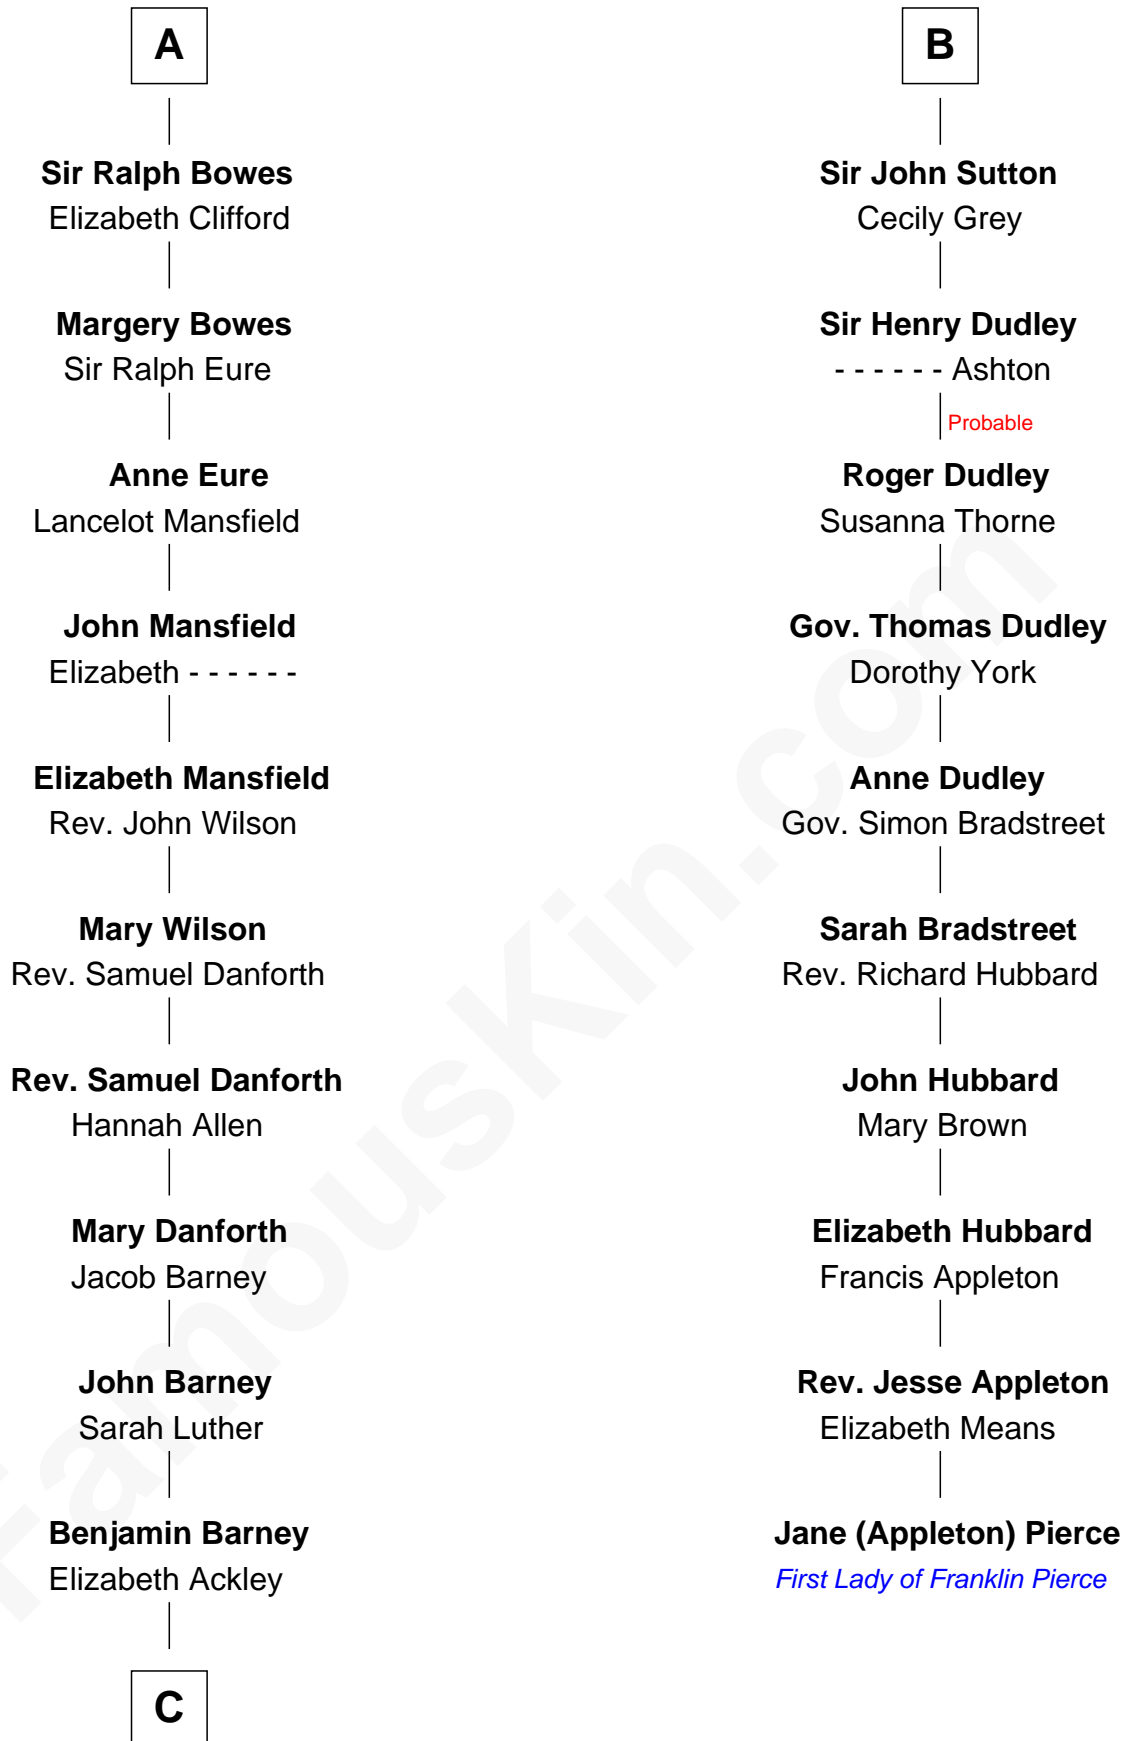 A
Sir Ralph Bowes
Elizabeth Clifford
Margery Bowes
Sir Ralph Eure
Anne Eure
Lancelot Mansfield
John Mansfield
Elizabeth - - - - - -
Elizabeth Mansfield
Rev. John Wilson
Mary Wilson
Rev. Samuel Danforth
Rev. Samuel Danforth
Hannah Allen
Mary Danforth
Jacob Barney
John Barney
Sarah Luther
Benjamin Barney
Elizabeth Ackley
C
B
Sir John Sutton
Cecily Grey
Sir Henry Dudley
- - - - - - Ashton
Probable
Roger Dudley
Susanna Thorne
Gov. Thomas Dudley
Dorothy York
Anne Dudley
Gov. Simon Bradstreet
Sarah Bradstreet
Rev. Richard Hubbard
John Hubbard
Mary Brown
Elizabeth Hubbard
Francis Appleton
Rev. Jesse Appleton
Elizabeth Means
Jane (Appleton) Pierce
First Lady of Franklin Pierce
FamousKin.com